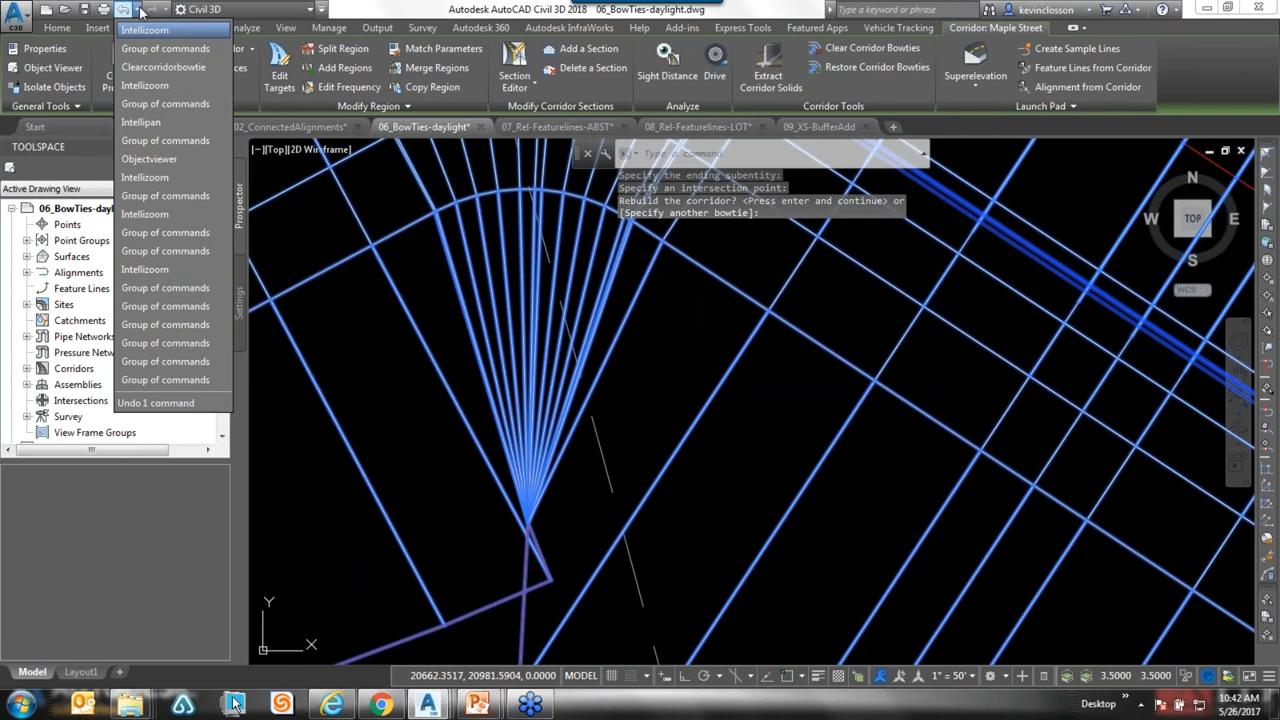 Civil 3D
Autodesk AutoCAD Civil 3D 2018 06_BowTies-daylight.dwg
Type a keyword or phrase
kevinclosson
C3D
Home
Insert
Analyze
View
Manage
Output
Survey
Autodesk 360
Help
Add-ins
Express Tools
Featured Apps
Vault
Corridor: Maple Street
Properties
Object Viewer
Isolate Objects
General Tools
Edit
Targets
Split Region
Add Regions
Edit Frequency
Match Parameters
Merge Regions
Copy Region
Modify Region
Section
Editor
Add a Section
Delete a Section
Modify Corridor Sections
Sight Distance
Drive
Analyze
Extract
Corridor Solids
Clear Corridor Bowties
Restore Corridor Bowties
Corridor Tools
Superelevation
Create Sample Lines
Feature Lines from Corridor
Alignment from Corridor
Launch Pad
Start
02_ConnectedAlignments*
06_BowTies-daylight*
07_Rel-Featurelines-ABST*
08_Rel-Featurelines-LOT*
09_XS-BufferAdd
Intellizoom
Group of commands
Clearcorridorbowtie
Intellizoom
Group of commands
Intellipan
Group of commands
Objectviewer
Intellizoom
Group of commands
Intellizoom
Group of commands
Group of commands
Intellizoom
Group of commands
Group of commands
Group of commands
Group of commands
Group of commands
Group of commands
Undo 1 command
TOOLSPACE
Active Drawing View
06_BowTies-dayl
Points
Point Groups
Surfaces
Alignments
Feature Lines
Sites
Catchments
Pipe Networks
Pressure Netw
Corridors
Assemblies
Intersections
Survey
View Frame Groups
Prospector
Settings
[−][Top][2D Wireframe]
Type a command
Specify the ending subentity:
Specify an intersection point:
Rebuild the corridor? <Press enter and continue> or
[Specify another bowtie]:
N
W
TOP
E
S
WCS
Y
X
Model
Layout1
20662.3517, 20981.5904, 0.0000
MODEL
1" = 50'
3.5000
3.5000
Desktop
10:42 AM
5/26/2017